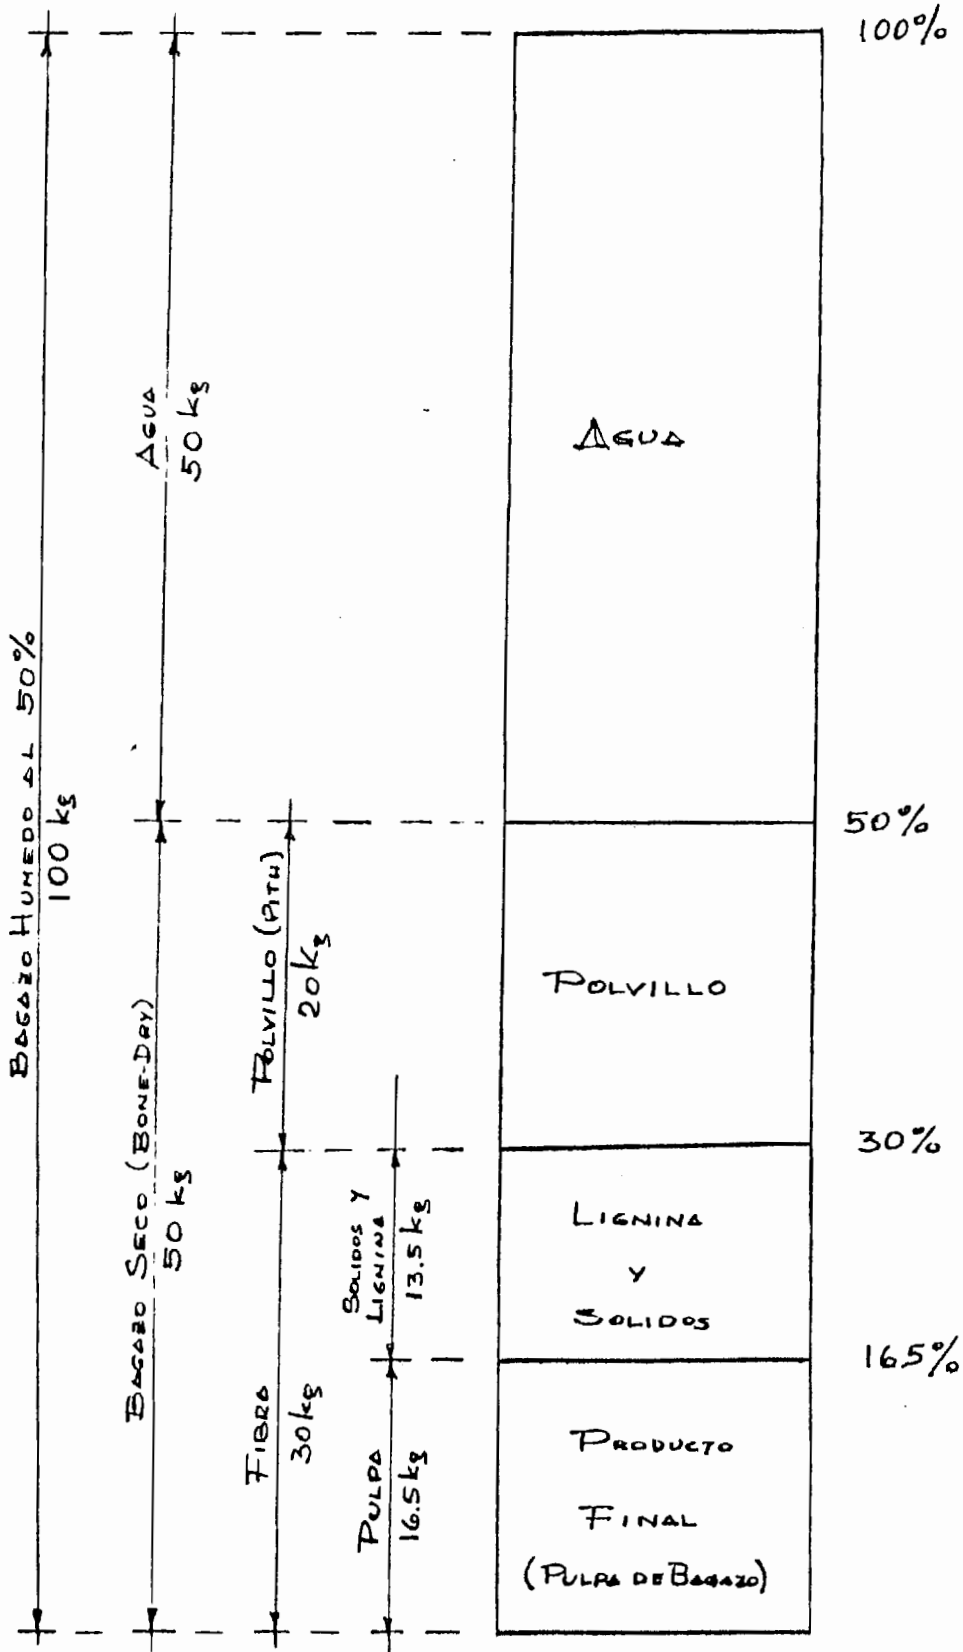 100%
BAGAZO HUMEDO AL 50%
100 kg
AGUA
50 kg
AGUA
50%
BAGAZO SECO (BONE-DRY)
50 kg
POLVILLO (PITH)
20 kg
POLVILLO
30%
FIBRA
30 kg
SOLIDOS Y
LIGNINA
13.5 kg
LIGNINA
Y
SOLIDOS
16.5%
PULPA
16.5 kg
PRODUCTO
FINAL
(PULPA DE BAGAZO)